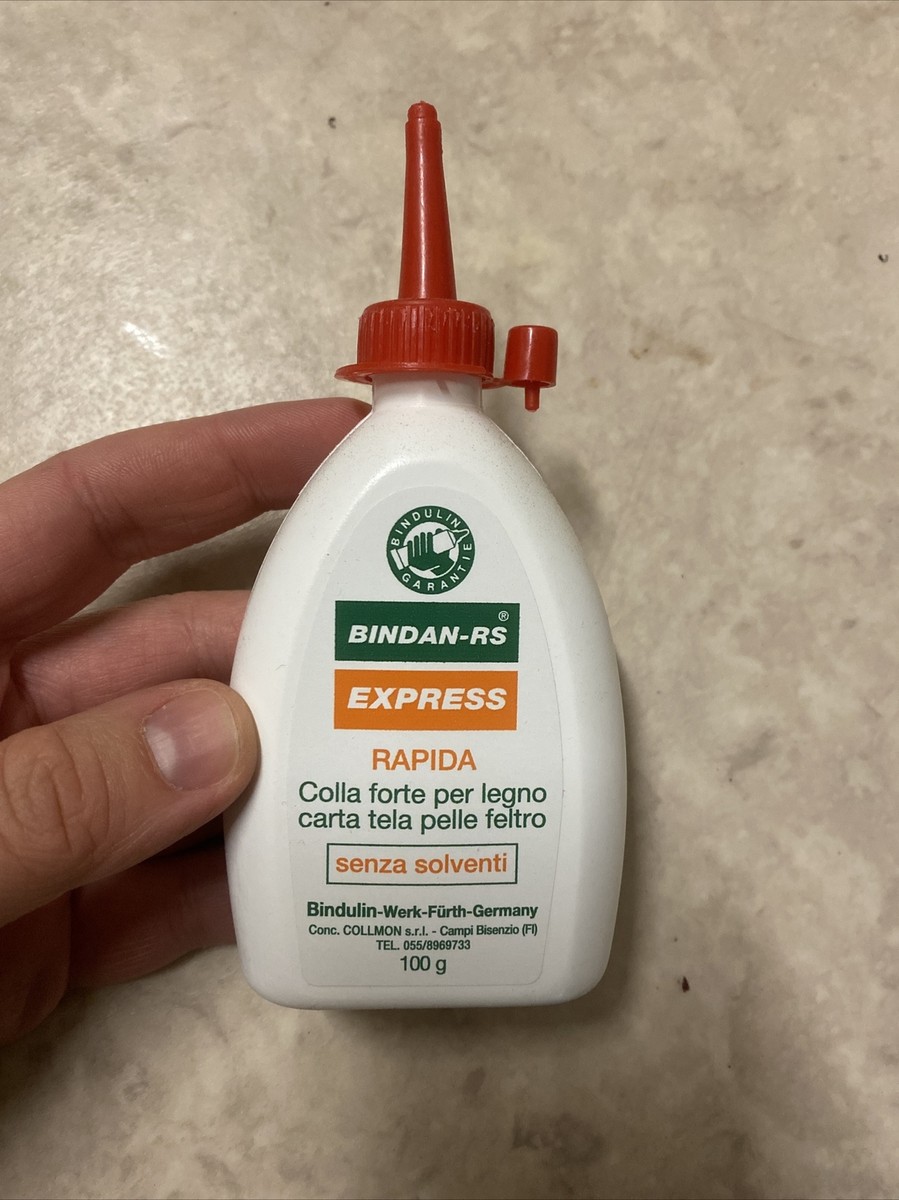 BINDULIN
GARANTIE
BINDAN-RS®
EXPRESS
RAPIDA
Colla forte per legno
carta tela pelle feltro
senza solventi
Bindulin-Werk-Fürth-Germany
Conc. COLLMON s.r.l. - Campi Bisenzio (FI)
TEL. 055/8969733
100 g